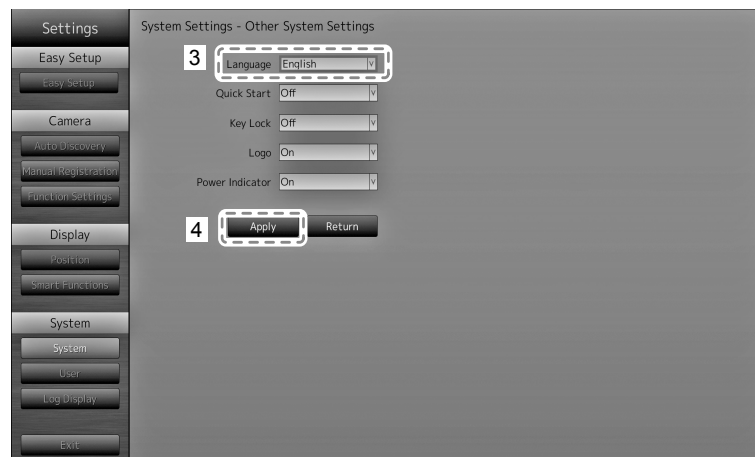 Settings
Easy Setup
Easy Setup
Camera
Auto Discovery
Manual Registration
Function Settings
Display
Position
Smart Functions
System
System
User
Log Display
Exit
System Settings - Other System Settings
3
Language English
Quick Start Off
Key Lock Off
Logo On
Power Indicator On
4
Apply Return